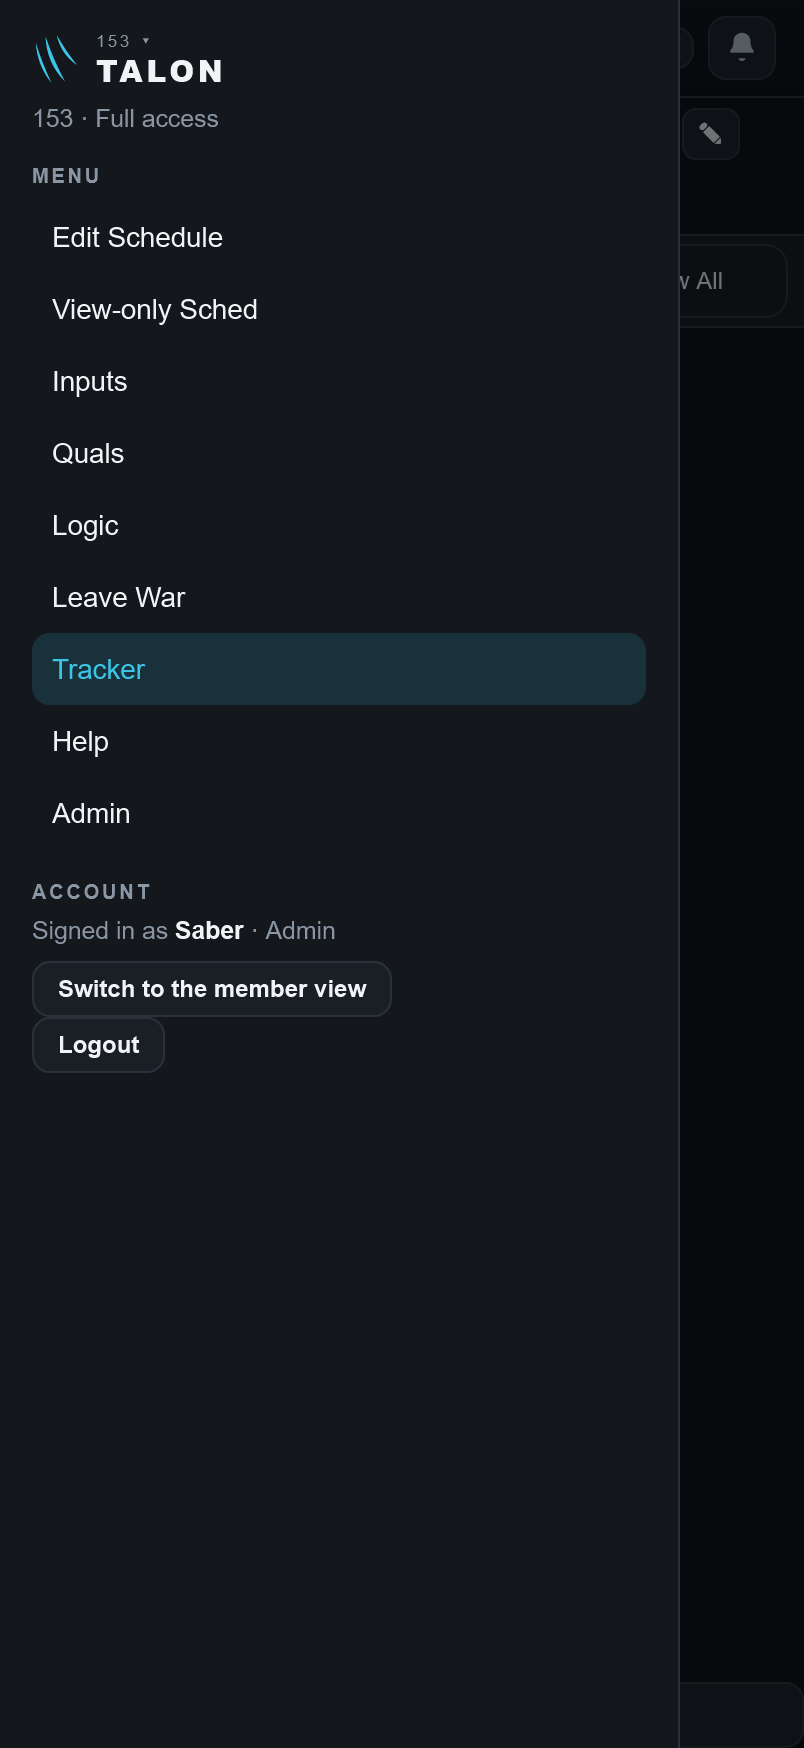 153 ▾
TALON
153 · Full access
MENU
Edit Schedule
View-only Sched
w All
Inputs
Quals
Logic
Leave War
Tracker
Help
Admin
ACCOUNT
Signed in as Saber · Admin
Switch to the member view
Logout